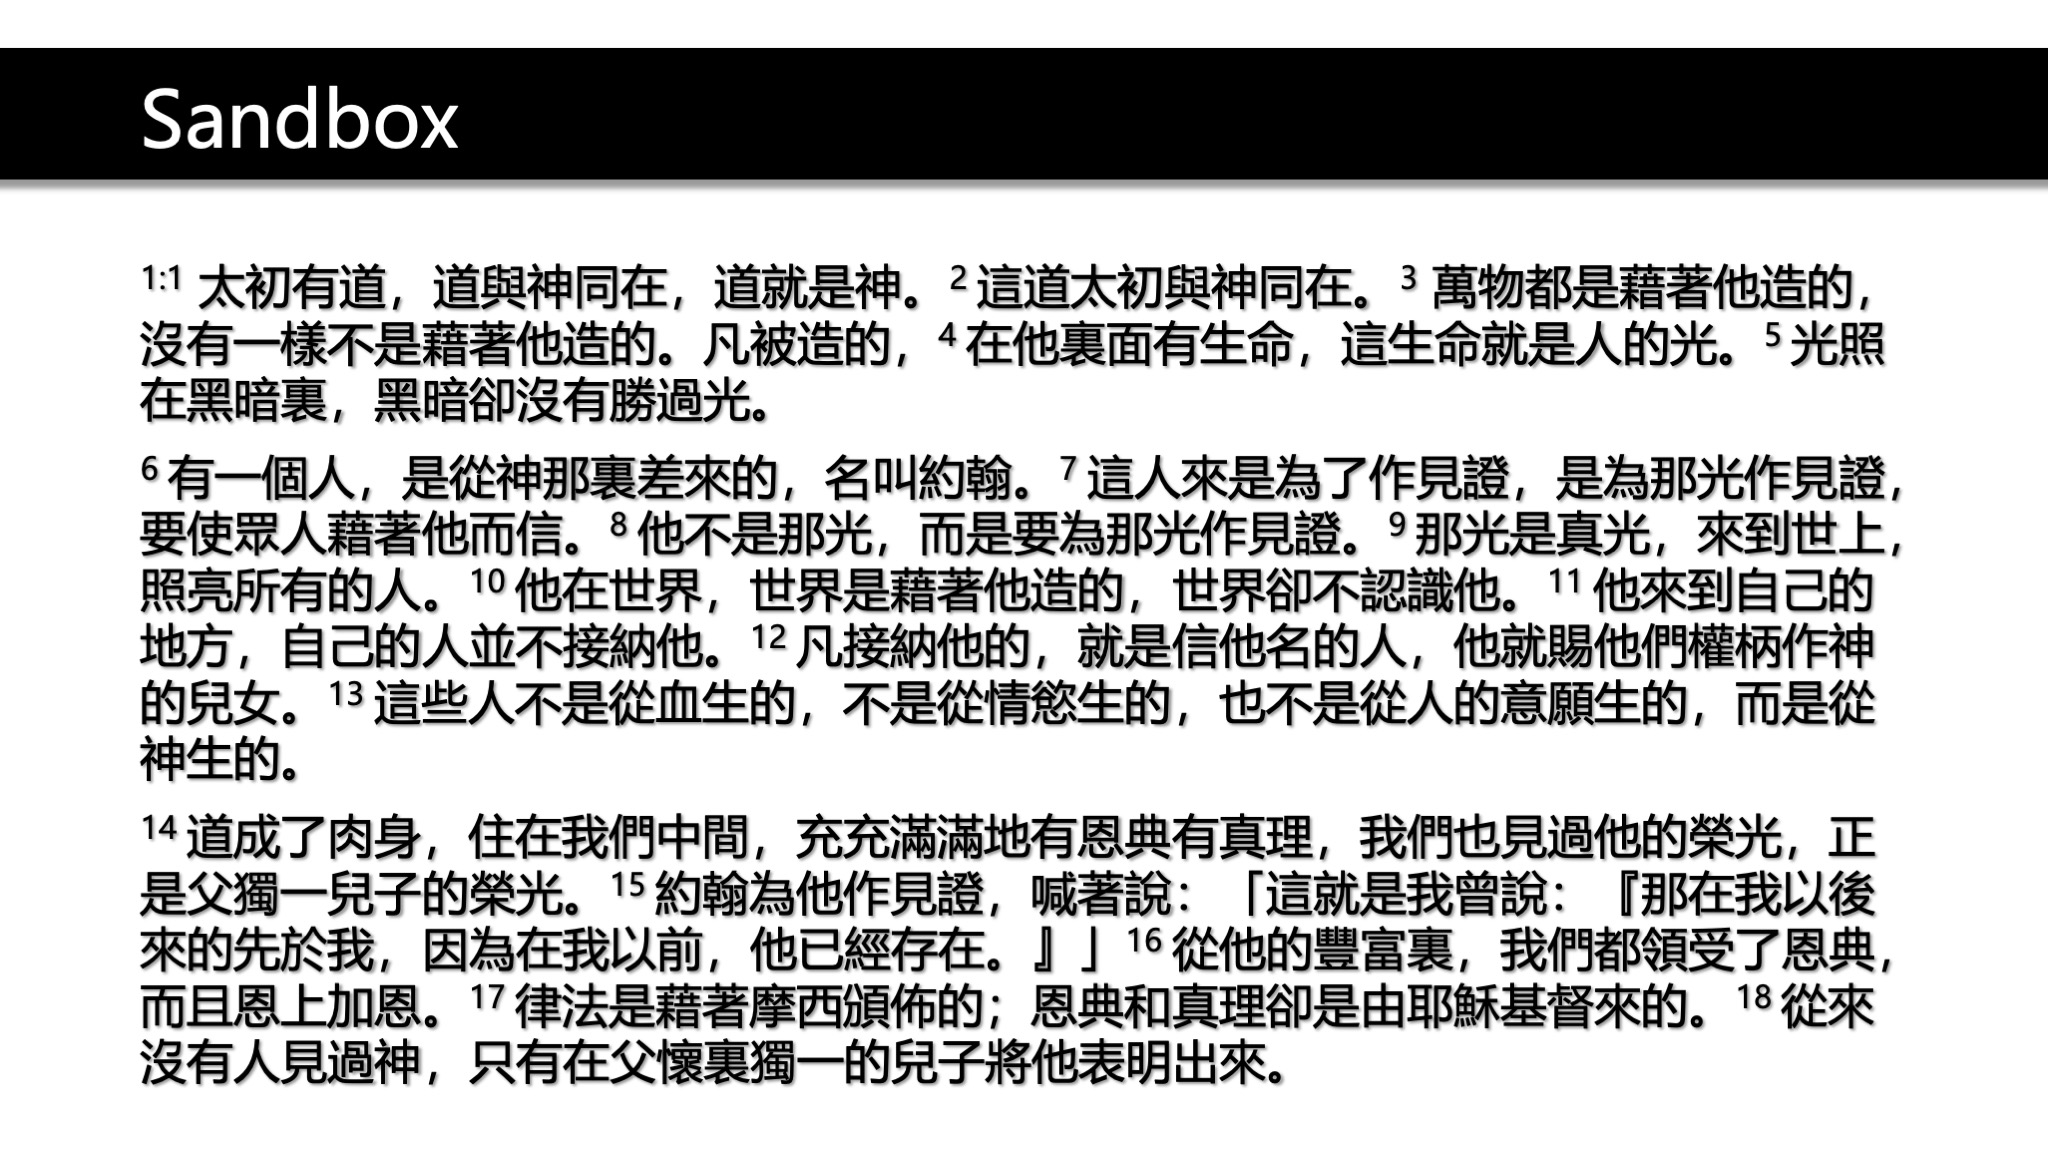 Sandbox
1:1 太初有道，道與神同在，道就是神。2 這道太初與神同在。3 萬物都是藉著他造的，
沒有一樣不是藉著他造的。凡被造的，4 在他裏面有生命，這生命就是人的光。5 光照
在黑暗裏，黑暗卻沒有勝過光。
6 有一個人，是從神那裏差來的，名叫約翰。7 這人來是為了作見證，是為那光作見證，
要使眾人藉著他而信。8 他不是那光，而是要為那光作見證。9 那光是真光，來到世上，
照亮所有的人。10 他在世界，世界是藉著他造的，世界卻不認識他。11 他來到自己的
地方，自己的人並不接納他。12 凡接納他的，就是信他名的人，他就賜他們權柄作神
的兒女。13 這些人不是從血生的，不是從情慾生的，也不是從人的意願生的，而是從
神生的。
14 道成了肉身，住在我們中間，充充滿滿地有恩典有真理，我們也見過他的榮光，正
是父獨一兒子的榮光。15 約翰為他作見證，喊著說：「這就是我曾說：『那在我以後
來的先於我，因為在我以前，他已經存在。』」16 從他的豐富裏，我們都領受了恩典，
而且恩上加恩。17 律法是藉著摩西頒佈的；恩典和真理卻是由耶穌基督來的。18 從來
沒有人見過神，只有在父懷裏獨一的兒子將他表明出來。